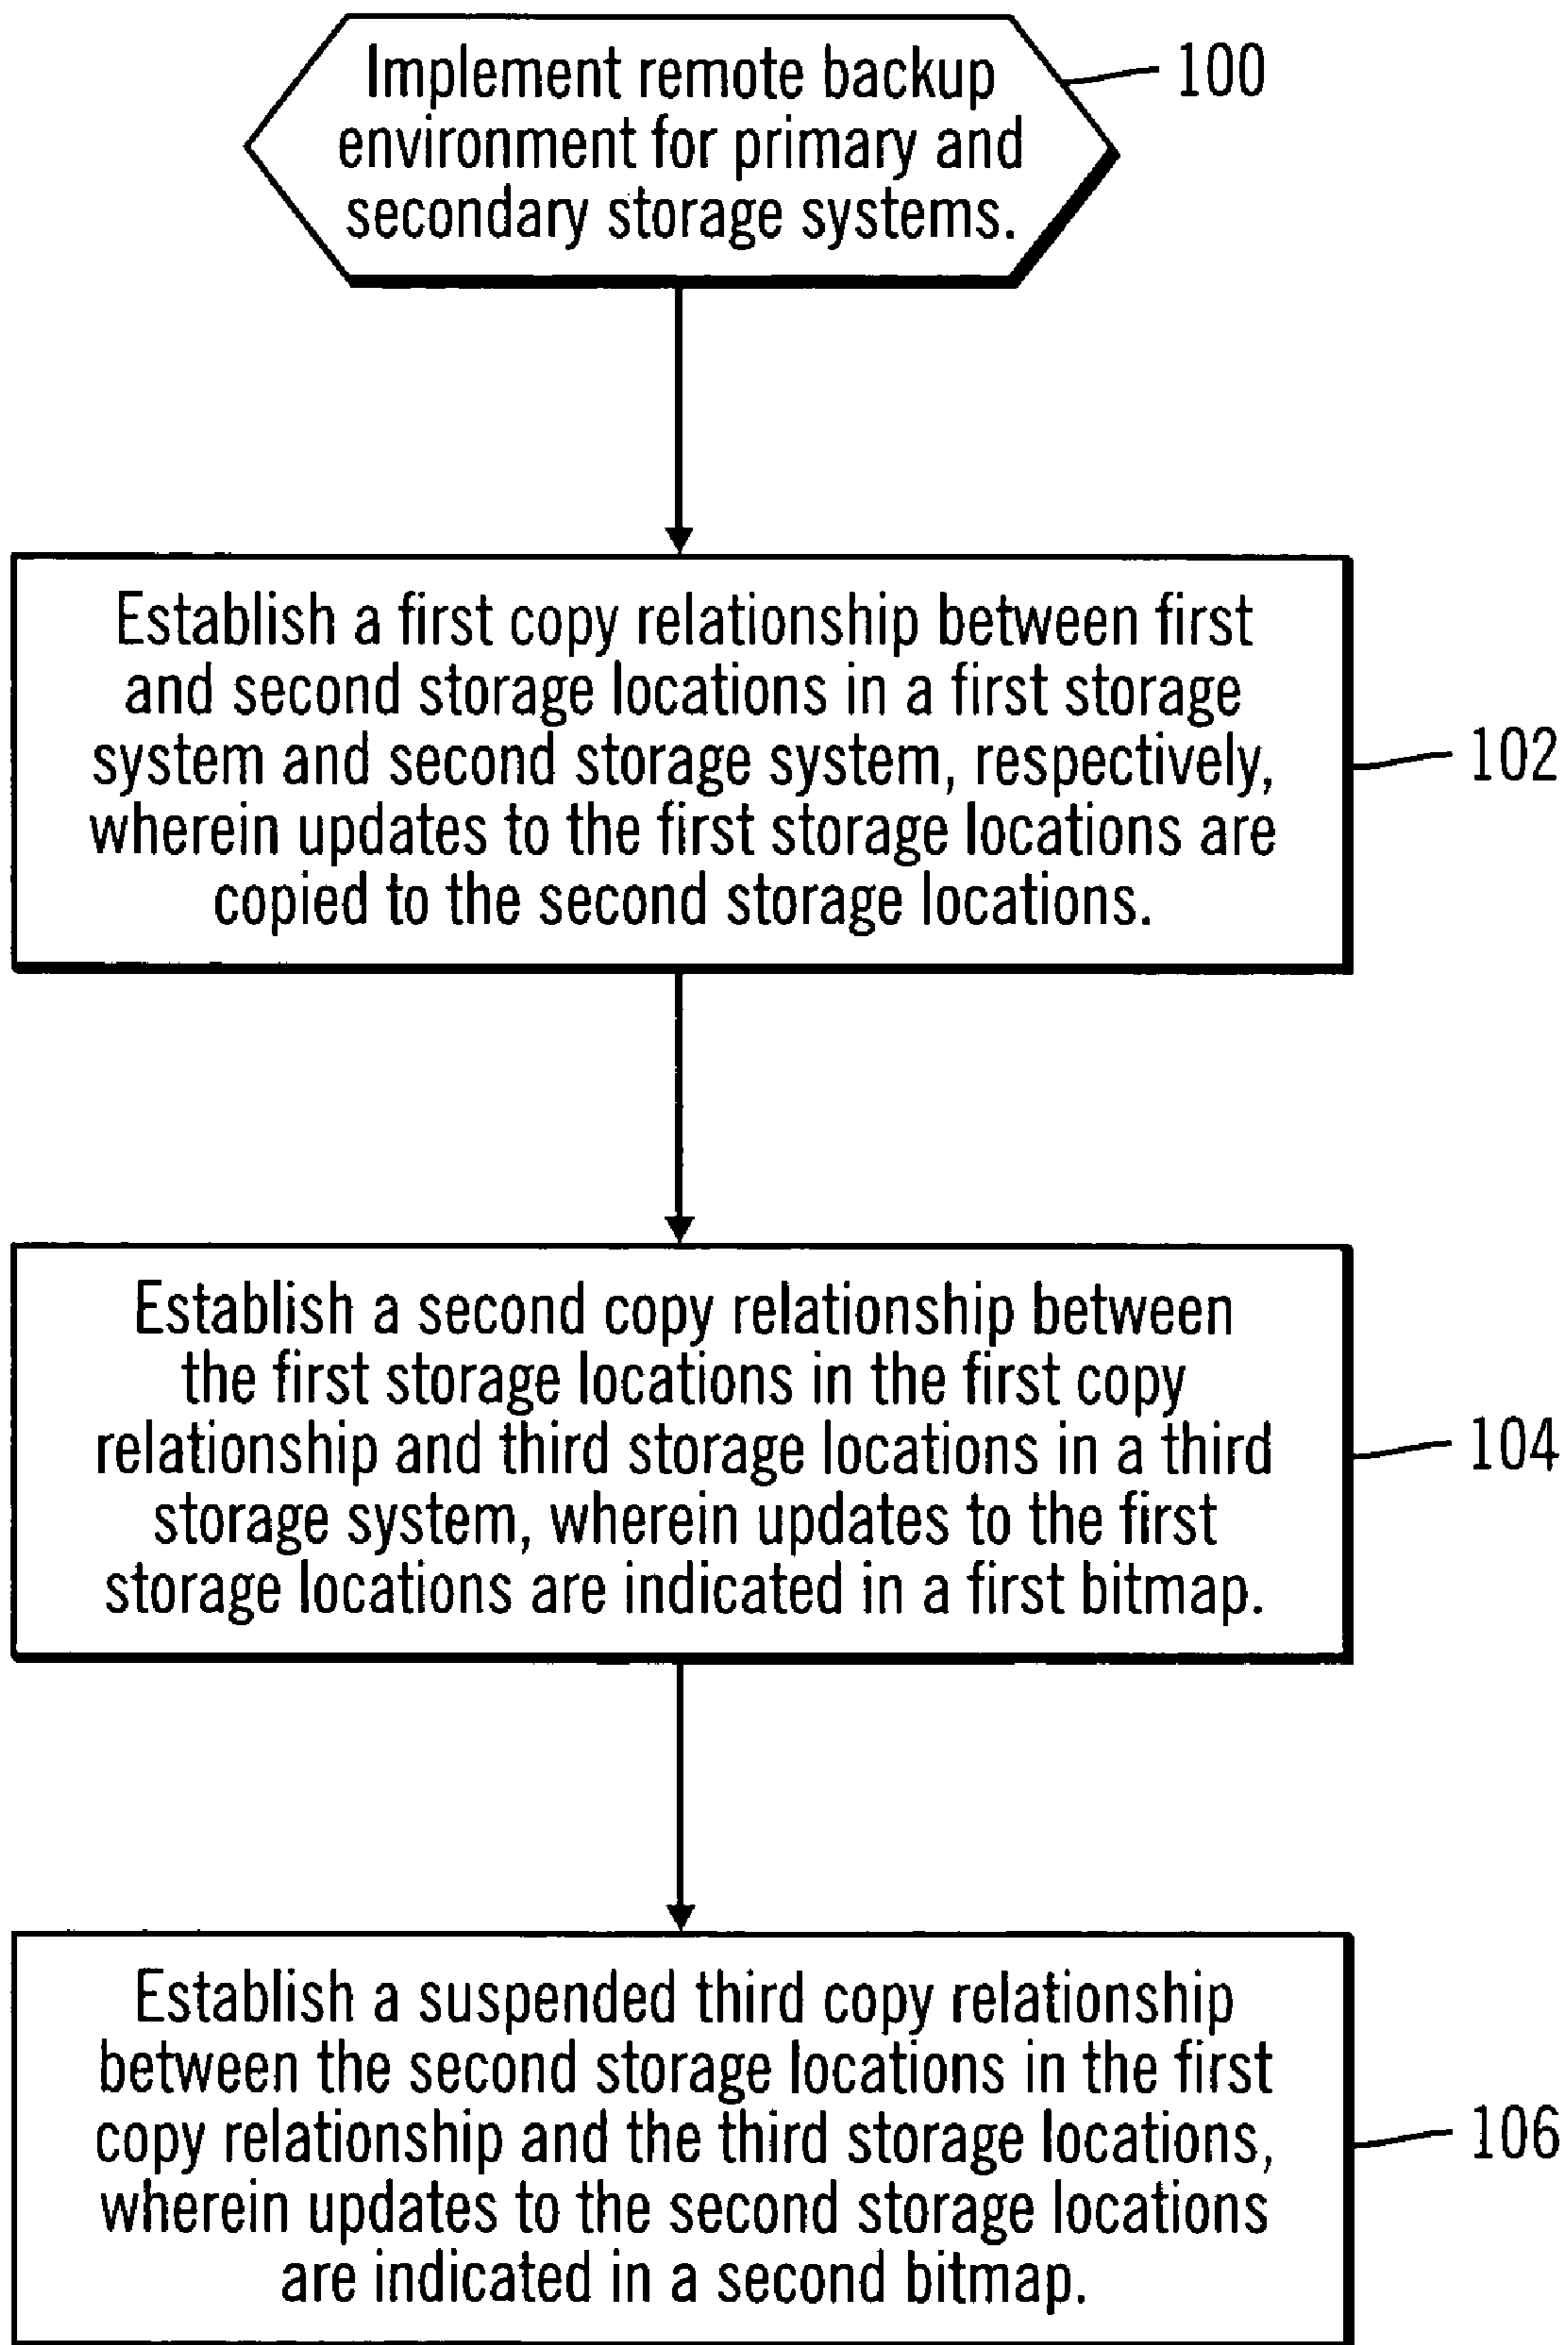 Implement remote backup
environment for primary and
secondary storage systems.
100
Establish a first copy relationship between first
and second storage locations in a first storage
system and second storage system, respectively,
wherein updates to the first storage locations are
copied to the second storage locations.
102
Establish a second copy relationship between
the first storage locations in the first copy
relationship and third storage locations in a third
storage system, wherein updates to the first
storage locations are indicated in a first bitmap.
104
Establish a suspended third copy relationship
between the second storage locations in the first
copy relationship and the third storage locations,
wherein updates to the second storage locations
are indicated in a second bitmap.
106